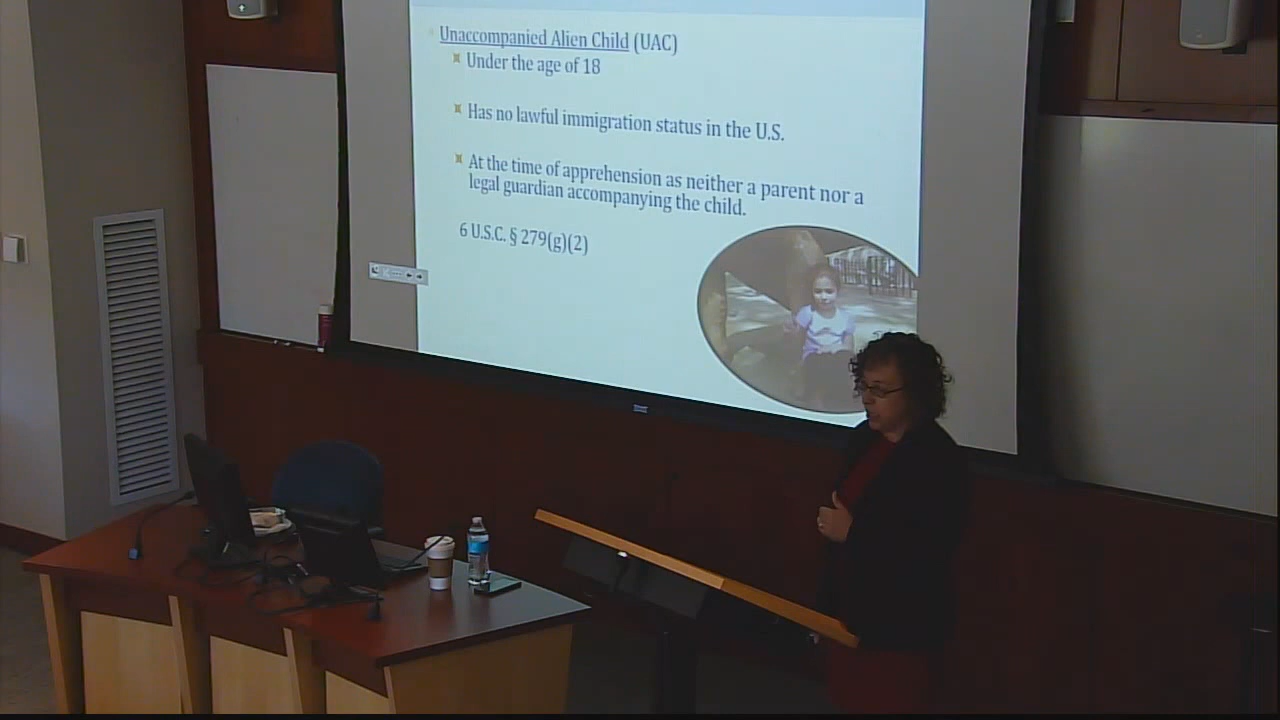 Unaccompanied Alien Child (UAC)
Under the age of 18
Has no lawful immigration status in the U.S.
At the time of apprehension as neither a parent nor a
legal guardian accompanying the child.
6 U.S.C. § 279(g)(2)